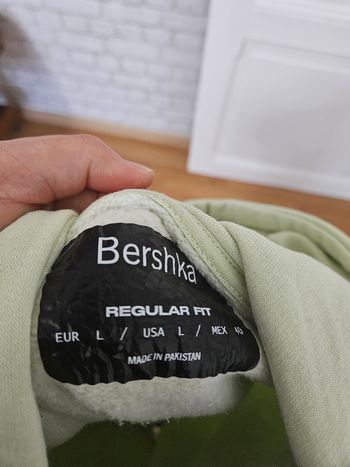 Bershka
REGULAR FIT
EUR L / USA L / MEX 40
MADE IN PAKISTAN